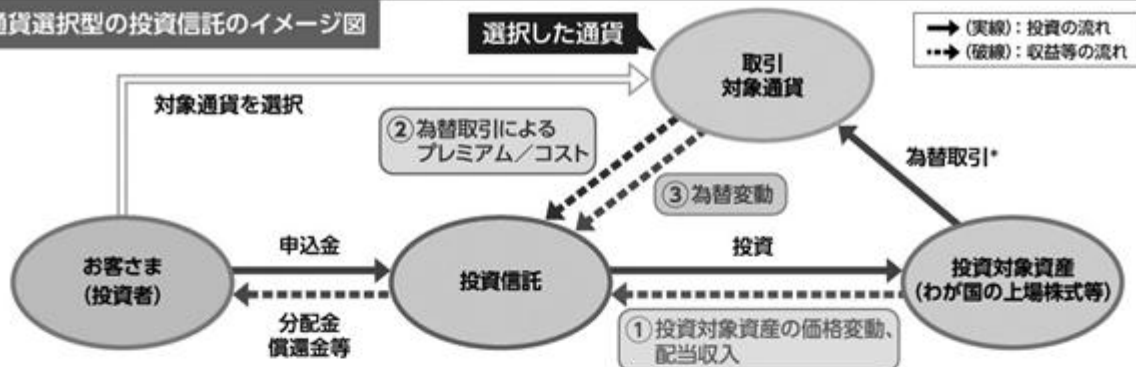 通貨選択型の投資信託のイメージ図
選択した通貨
(実線):投資の流れ
(破線):収益等の流れ
取引
対象通貨
対象通貨を選択
②為替取引による
プレミアム/コスト
為替取引*
③為替変動
お客さま
(投資者)
申込金
分配金
償還金等
投資信託
投資
①投資対象資産の価格変動、
配当収入
投資対象資産
(わが国の上場株式等)